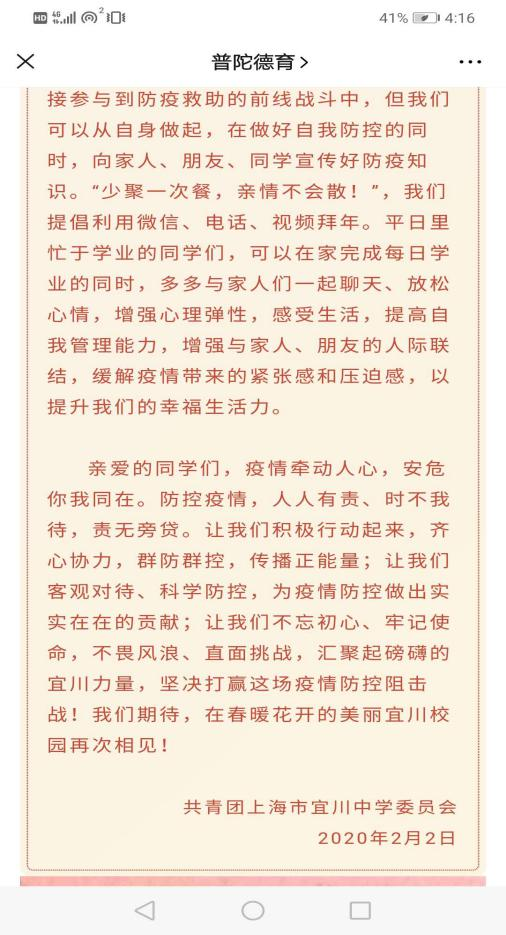 HD 4G 2 41% 4:16
普陀德育
接参与到防疫救助的前线战斗中，但我们
可以从自身做起，在做好自我防控的同
时，向家人、朋友、同学宣传好防疫知
识。“少聚一次餐，亲情不会散！”，我们
提倡利用微信、电话、视频拜年。平日里
忙于学业的同学们，可以在家完成每日学
业的同时，多多与家人们一起聊天、放松
心情，增强心理弹性，感受生活，提高自
我管理能力，增强与家人、朋友的人际联
结，缓解疫情带来的紧张感和压迫感，以
提升我们的幸福生活力。
亲爱的同学们，疫情牵动人心，安危
你我同在。防控疫情，人人有责、时不我
待，责无旁贷。让我们积极行动起来，齐
心协力，群防群控，传播正能量；让我们
客观对待、科学防控，为疫情防控做出实
实在在的贡献；让我们不忘初心、牢记使
命，不畏风浪、直面挑战，汇聚起磅礴的
宜川力量，坚决打赢这场疫情防控阻击
战！我们期待，在春暖花开的美丽宜川校
园再次相见！
共青团上海市宜川中学委员会
2020年2月2日